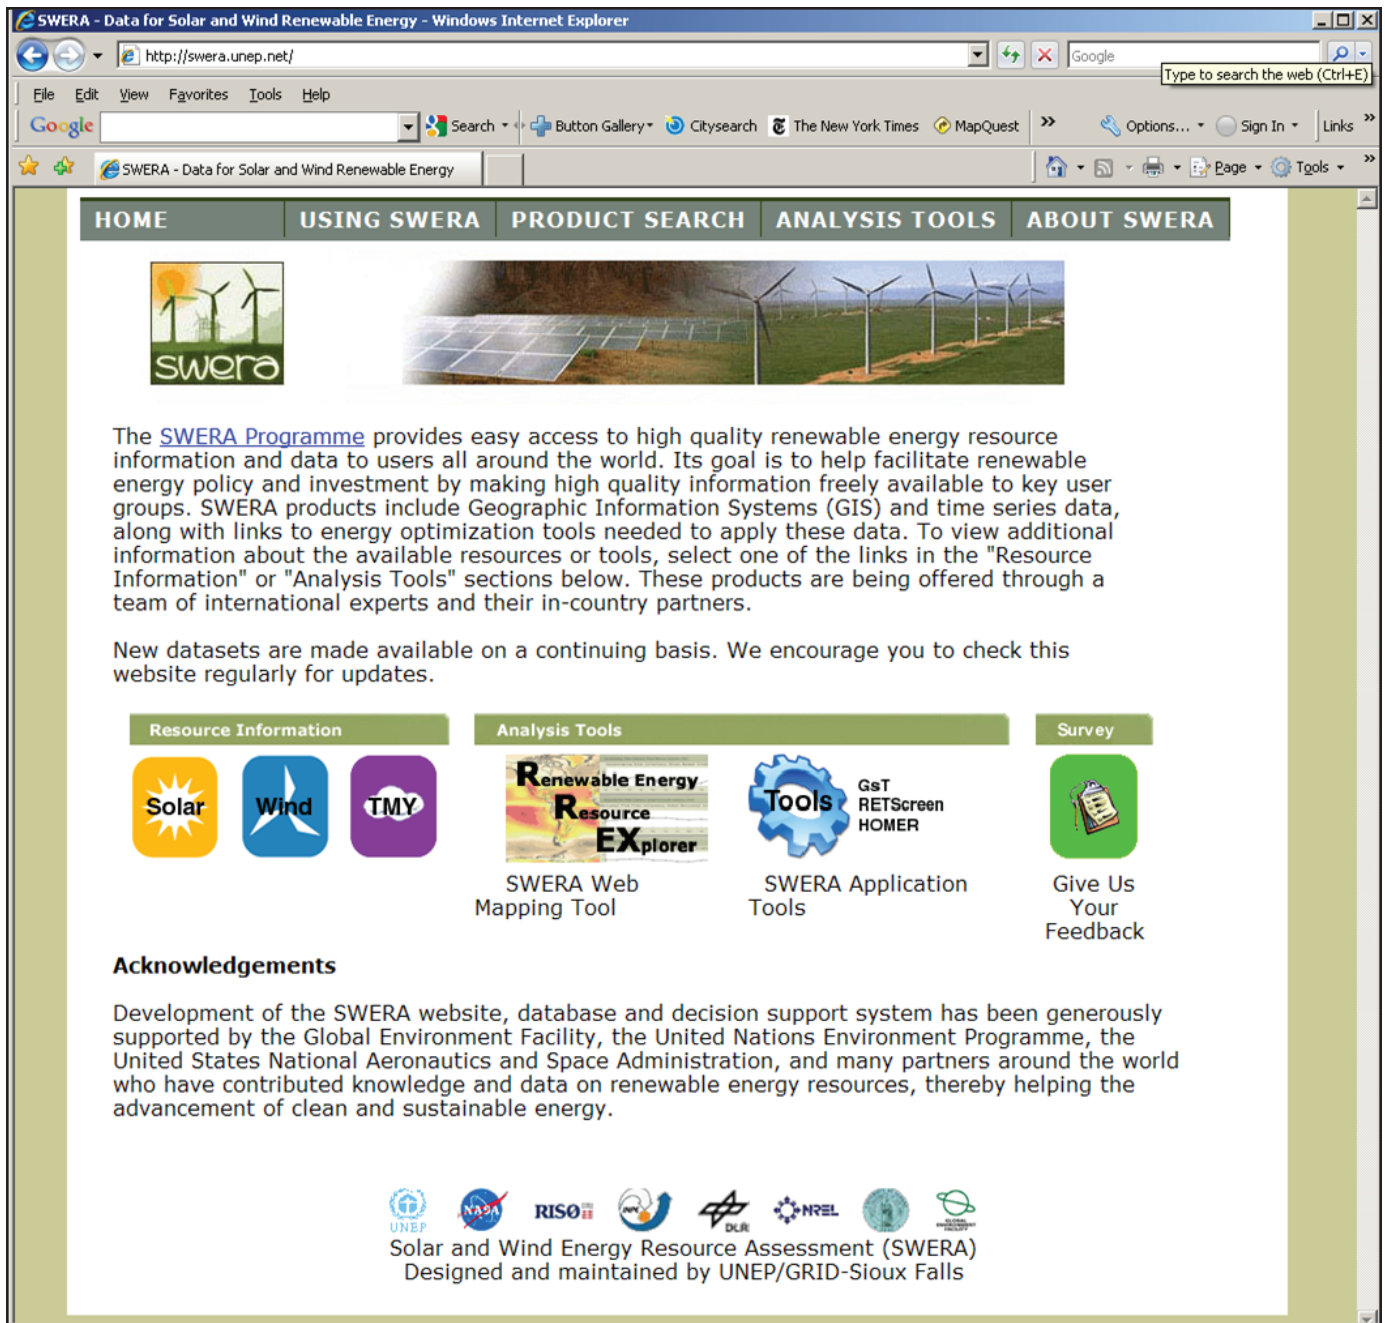 SWERA - Data for Solar and Wind Renewable Energy - Windows Internet Explorer
http://swera.unep.net/
Google
Type to search the web (Ctrl+E)
File Edit View Favorites Tools Help
Google Search Button Gallery Citysearch The New York Times MapQuest » Options... Sign In Links »
SWERA - Data for Solar and Wind Renewable Energy Page Tools »
HOME USING SWERA PRODUCT SEARCH ANALYSIS TOOLS ABOUT SWERA
swera
The SWERA Programme provides easy access to high quality renewable energy resource
information and data to users all around the world. Its goal is to help facilitate renewable
energy policy and investment by making high quality information freely available to key user
groups. SWERA products include Geographic Information Systems (GIS) and time series data,
along with links to energy optimization tools needed to apply these data. To view additional
information about the available resources or tools, select one of the links in the "Resource
Information" or "Analysis Tools" sections below. These products are being offered through a
team of international experts and their in-country partners.
New datasets are made available on a continuing basis. We encourage you to check this
website regularly for updates.
Resource Information Analysis Tools Survey
Solar Wind TMY
Renewable Energy
Resource
EXplorer
Tools
GsT
RETScreen
HOMER
SWERA Web
Mapping Tool
SWERA Application
Tools
Give Us
Your
Feedback
Acknowledgements
Development of the SWERA website, database and decision support system has been generously
supported by the Global Environment Facility, the United Nations Environment Programme, the
United States National Aeronautics and Space Administration, and many partners around the world
who have contributed knowledge and data on renewable energy resources, thereby helping the
advancement of clean and sustainable energy.
UNEP NASA RISØ INPE DLR NREL GLOBAL ENVIRONMENT FACILITY
Solar and Wind Energy Resource Assessment (SWERA)
Designed and maintained by UNEP/GRID-Sioux Falls